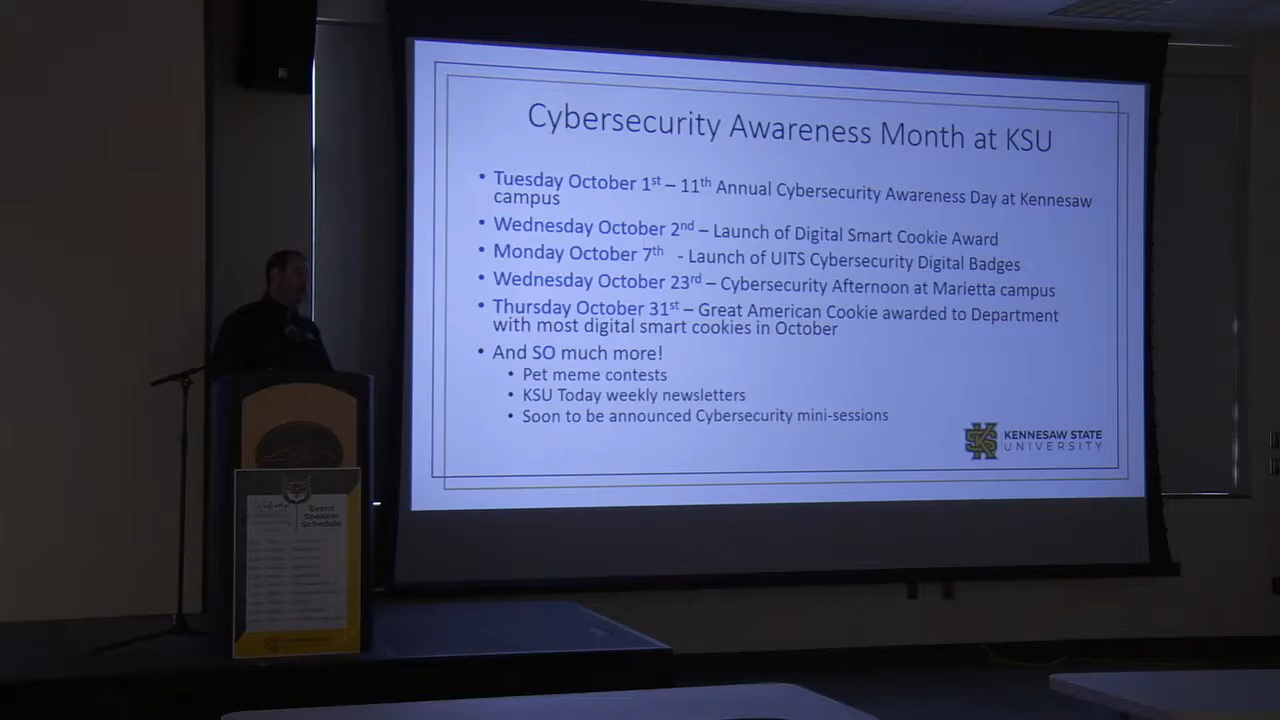 Cybersecurity Awareness Month at KSU
• Tuesday October 1st – 11th Annual Cybersecurity Awareness Day at Kennesaw
campus
• Wednesday October 2nd – Launch of Digital Smart Cookie Award
• Monday October 7th - Launch of UITS Cybersecurity Digital Badges
• Wednesday October 23rd – Cybersecurity Afternoon at Marietta campus
• Thursday October 31st – Great American Cookie awarded to Department
with most digital smart cookies in October
• And SO much more!
• Pet meme contests
• KSU Today weekly newsletters
• Soon to be announced Cybersecurity mini-sessions
KENNESAW STATE
UNIVERSITY
Welcome
Event
Speaker
Schedule